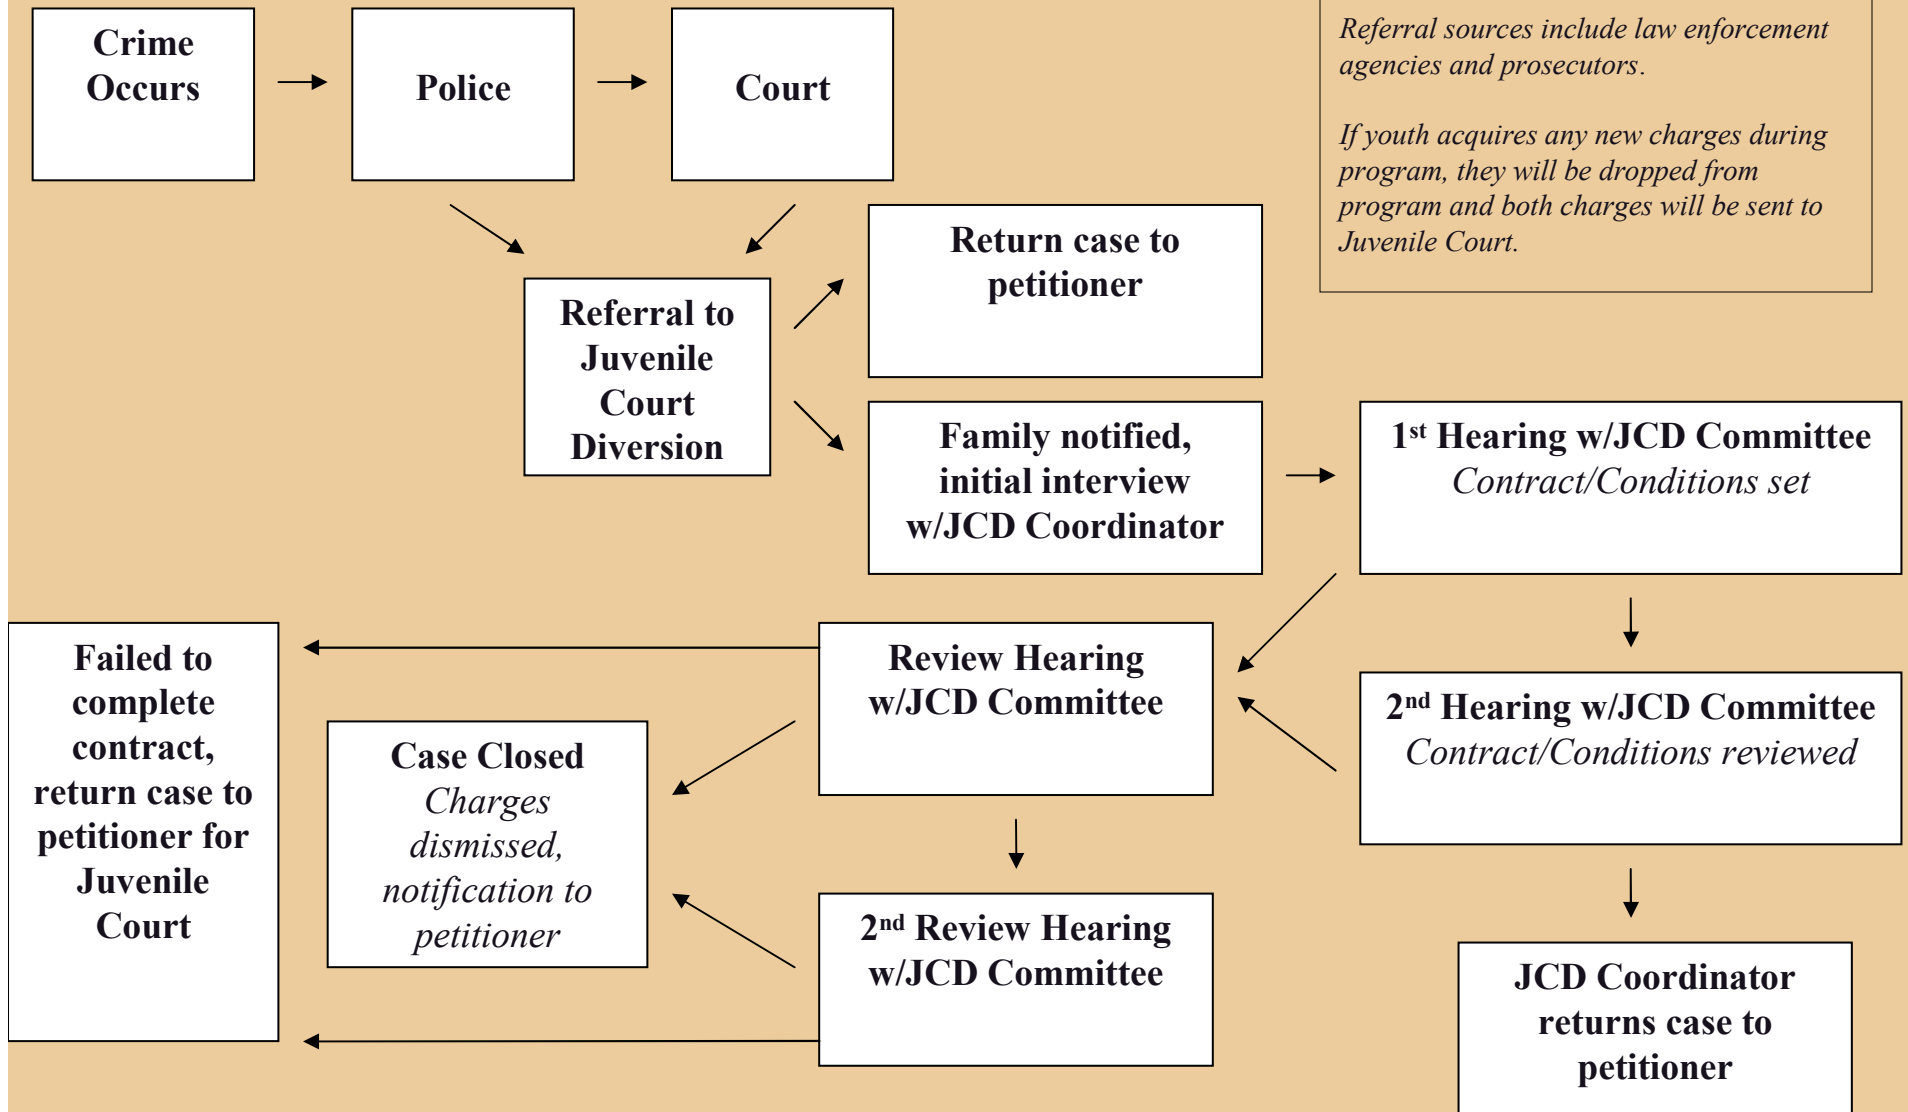 Crime
Occurs
Police
Court
Referral sources include law enforcement
agencies and prosecutors.
If youth acquires any new charges during
program, they will be dropped from
program and both charges will be sent to
Juvenile Court.
Return case to
petitioner
Referral to
Juvenile
Court
Diversion
Family notified,
initial interview
w/JCD Coordinator
1st Hearing w/JCD Committee
Contract/Conditions set
Failed to
complete
contract,
return case to
petitioner for
Juvenile
Court
Review Hearing
w/JCD Committee
2nd Hearing w/JCD Committee
Contract/Conditions reviewed
Case Closed
Charges
dismissed,
notification to
petitioner
2nd Review Hearing
w/JCD Committee
JCD Coordinator
returns case to
petitioner